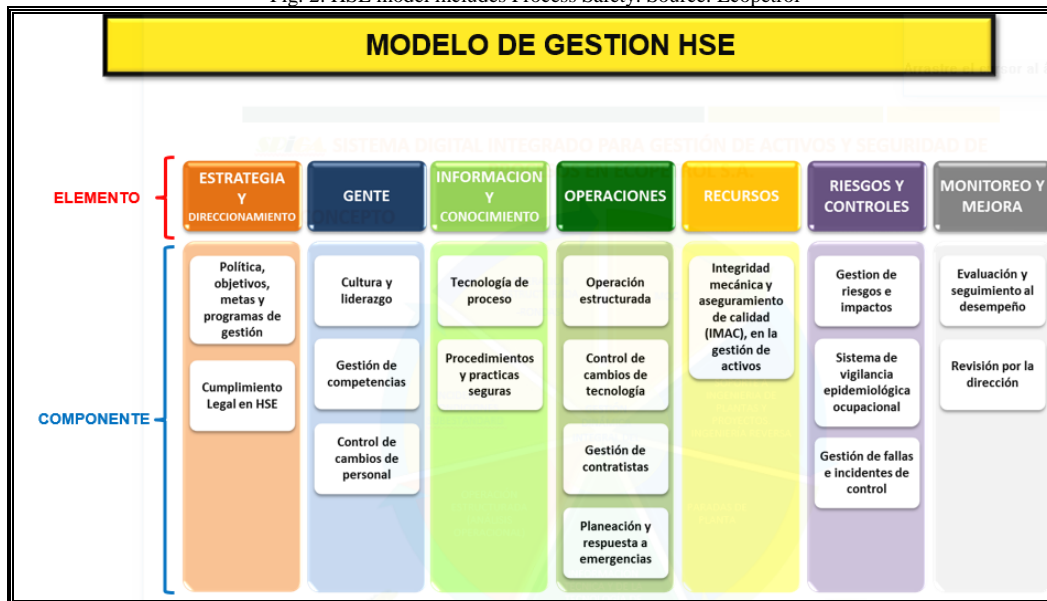 Fig. 2. HSE model includes Process Safety. Source: Ecopetrol
MODELO DE GESTION HSE
SISTEMA DIGITAL INTEGRADO PARA GESTIÓN DE ACTIVOS Y SEGURIDAD DE
ELEMENTO
ESTRATEGIA
Y
DIRECCIONAMIENTO
GENTE
INFORMACION
Y
CONOCIMIENTO
OPERACIONES
RECURSOS
RIESGOS Y
CONTROLES
MONITOREO Y
MEJORA
COMPONENTE
Política,
objetivos,
metas y
programas de
gestión
Cumplimiento
Legal en HSE
Cultura y
liderazgo
Gestión de
competencias
Control de
cambios de
personal
Tecnología de
proceso
Procedimientos
y practicas
seguras
Operación
estructurada
Control de
cambios de
tecnología
Gestión de
contratistas
Planeación y
respuesta a
emergencias
Integridad
mecánica y
aseguramiento
de calidad
(IMAC), en la
gestión de
activos
Gestion de
riesgos e
impactos
Sistema de
vigilancia
epidemiológica
ocupacional
Gestión de fallas
e incidentes de
control
Evaluación y
seguimiento al
desempeño
Revisión por la
dirección